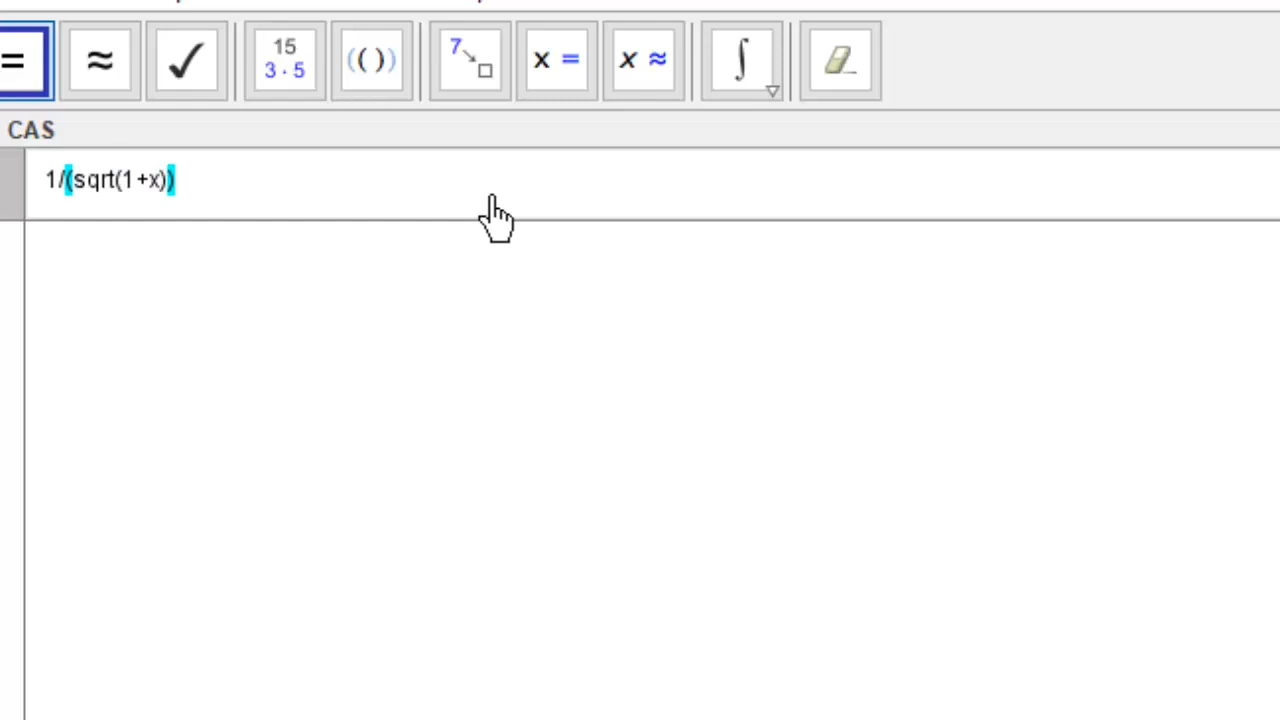 = ≈ ✓ 15 7 x = x ≈ ∫
3 · 5 (( ))
CAS
1/(sqrt(1+x))